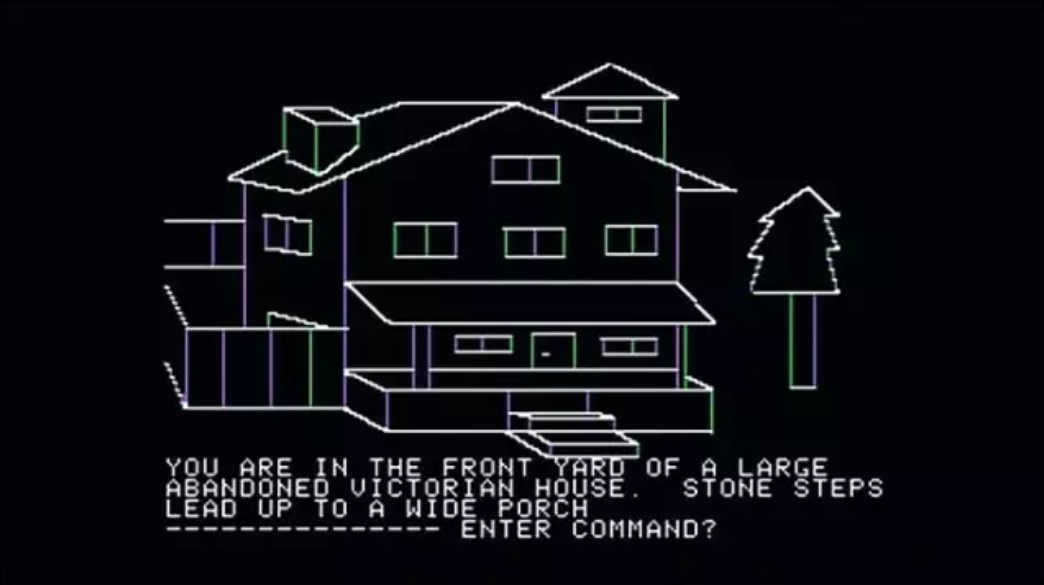 YOU ARE IN THE FRONT YARD OF A LARGE
ABANDONED VICTORIAN HOUSE.  STONE STEPS
LEAD UP TO A WIDE PORCH
--------------- ENTER COMMAND?